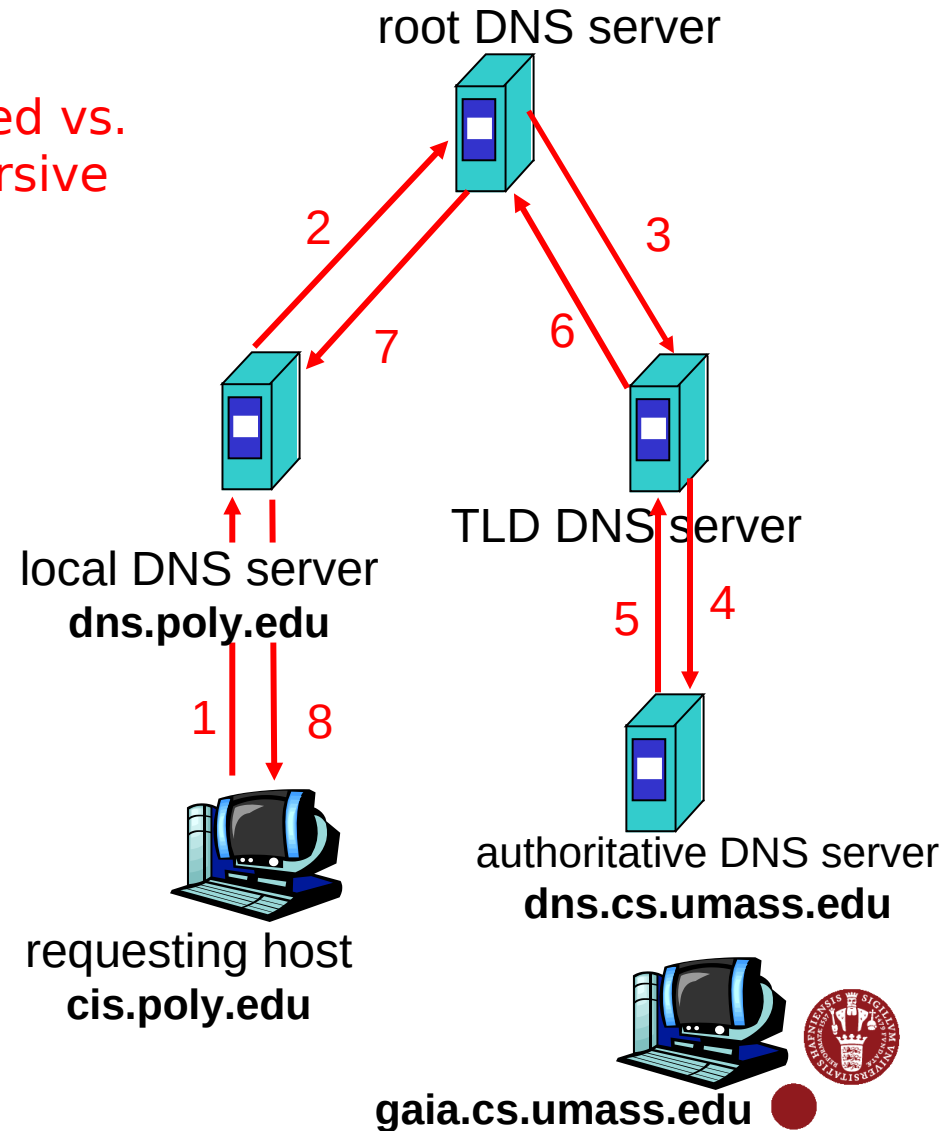 root DNS server
ed vs.
rsive
2
3
7
6
TLD DNS server
local DNS server
dns.poly.edu
5
4
1
8
authoritative DNS server
dns.cs.umass.edu
requesting host
cis.poly.edu
gaia.cs.umass.edu